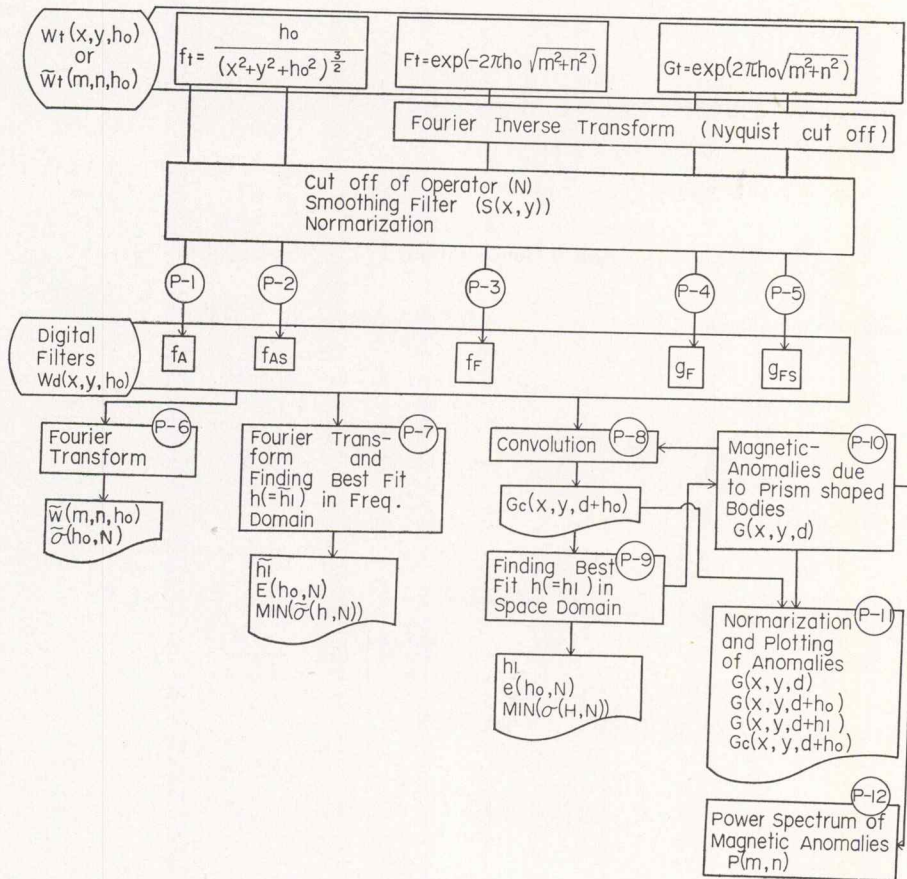 wt(x,y,ho)
or
w̃t(m,n,ho)
ft= ho / (x²+y²+ho²)^3/2
Ft=exp(-2πho √m²+n²)
Gt=exp(2πho√m²+n²)
Fourier Inverse Transform (Nyquist cut off)
Cut off of Operator (N)
Smoothing Filter (S(x,y))
Normarization
P-1
P-2
P-3
P-4
P-5
Digital
Filters
Wd(x,y,ho)
fA
fAS
fF
gF
gFS
P-6
Fourier
Transform
w̃(m,n,ho)
σ̃(ho,N)
P-7
Fourier Trans-
form and
Finding Best Fit
h(=h̃1) in Freq.
Domain
h̃1
E(ho,N)
MIN(σ̃(h,N))
P-8
Convolution
Gc(x,y,d+ho)
P-9
Finding Best
Fit h(=h1) in
Space Domain
h1
e(ho,N)
MIN(σ(H,N))
P-10
Magnetic-
Anomalies due
to Prism shaped
Bodies
G(x,y,d)
P-11
Normarization
and Plotting
of Anomalies
G(x,y,d)
G(x,y,d+ho)
G(x,y,d+h1)
Gc(x,y,d+ho)
P-12
Power Spectrum of
Magnetic Anomalies
P(m,n)